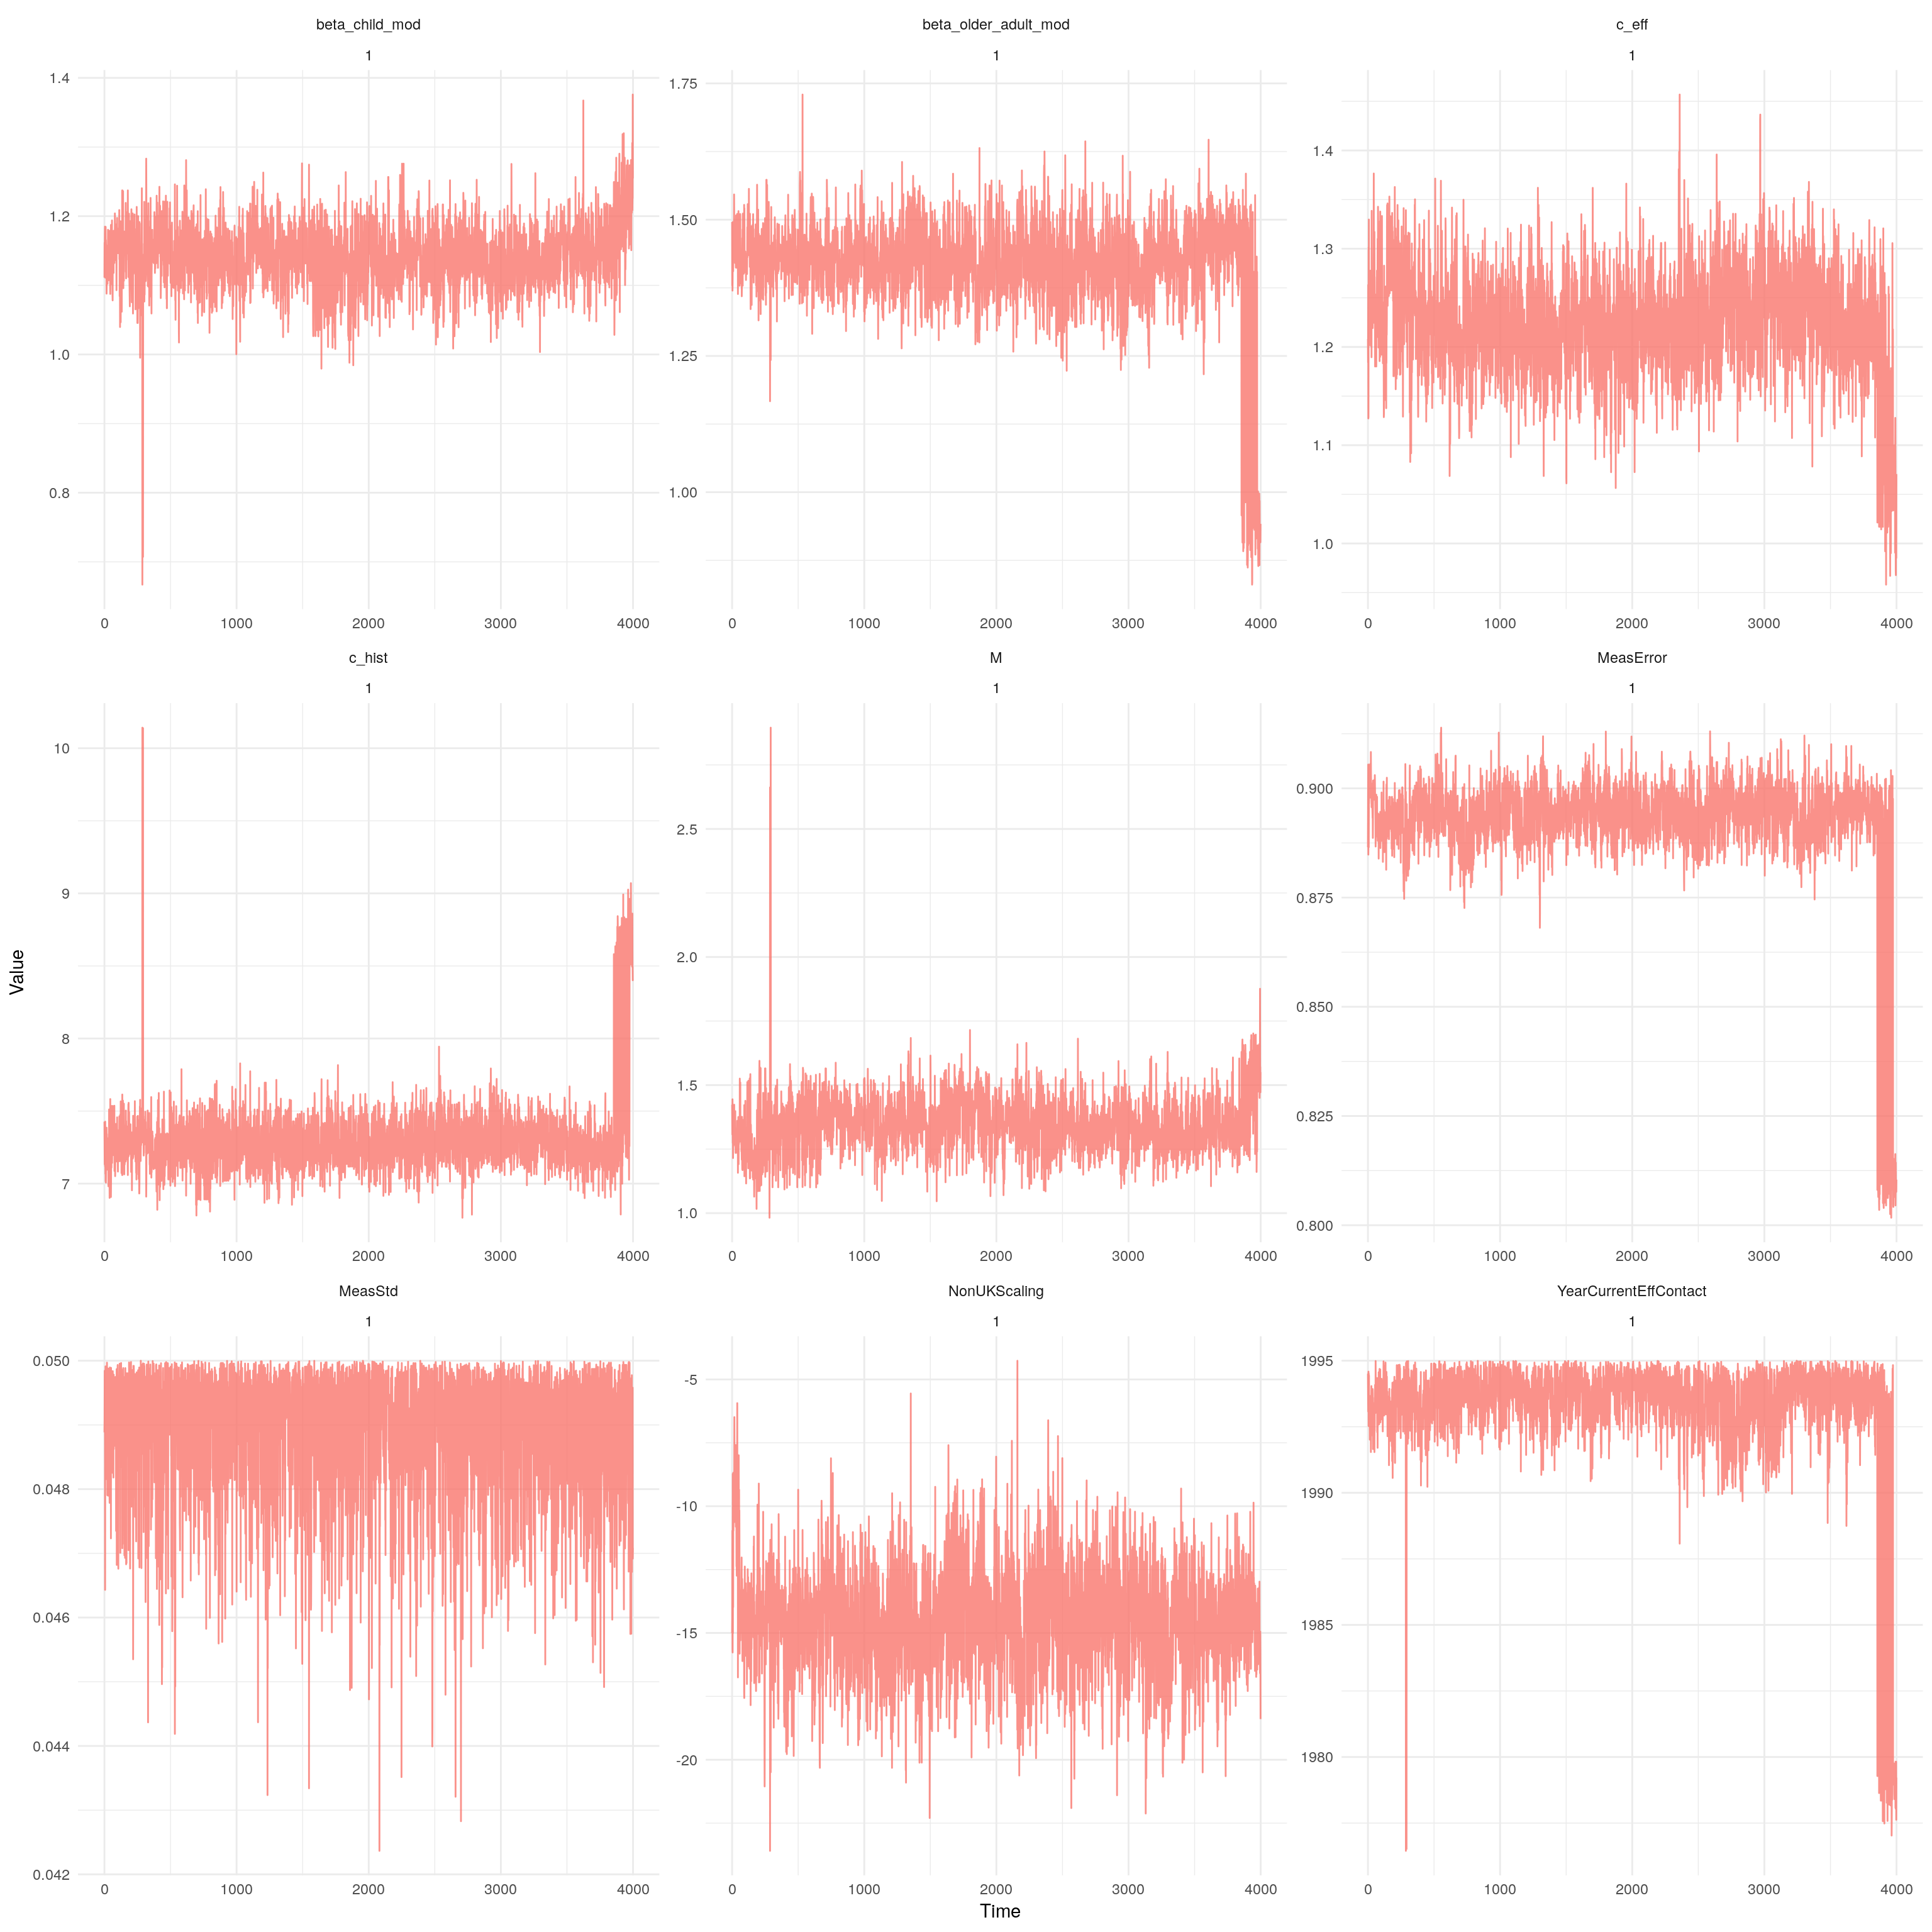 beta_child_mod beta_older_adult_mod c_eff
1 1 1
1.4 1.2 1.0 0.8
1.75 1.50 1.25 1.00
1.4 1.3 1.2 1.1 1.0
0 1000 2000 3000 4000 0 1000 2000 3000 4000 0 1000 2000 3000 4000
c_hist M MeasError
1 1 1
Value
10 9 8 7
2.5 2.0 1.5 1.0
0.900 0.875 0.850 0.825 0.800
0 1000 2000 3000 4000 0 1000 2000 3000 4000 0 1000 2000 3000 4000
MeasStd NonUKScaling YearCurrentEffContact
1 1 1
0.050 0.048 0.046 0.044 0.042
-5 -10 -15 -20
1995 1990 1985 1980
0 1000 2000 3000 4000 0 1000 2000 3000 4000 0 1000 2000 3000 4000
Time